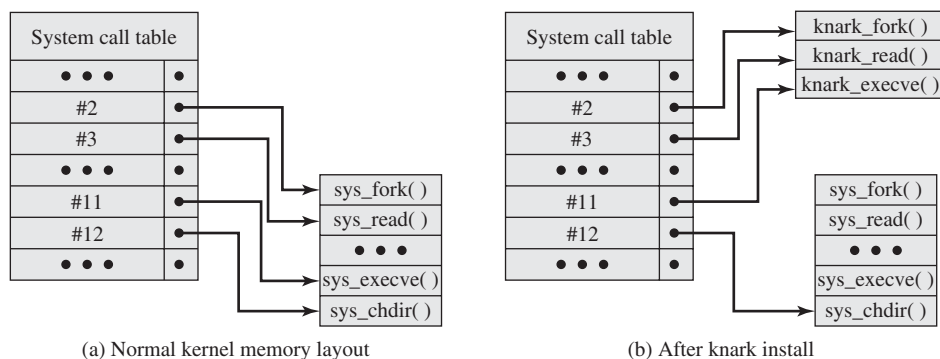 System call table
#2
#3
#11
#12
sys_fork( )
sys_read( )
sys_execve( )
sys_chdir( )
(a) Normal kernel memory layout
System call table
#2
#3
#11
#12
knark_fork( )
knark_read( )
knark_execve( )
sys_fork( )
sys_read( )
sys_execve( )
sys_chdir( )
(b) After knark install